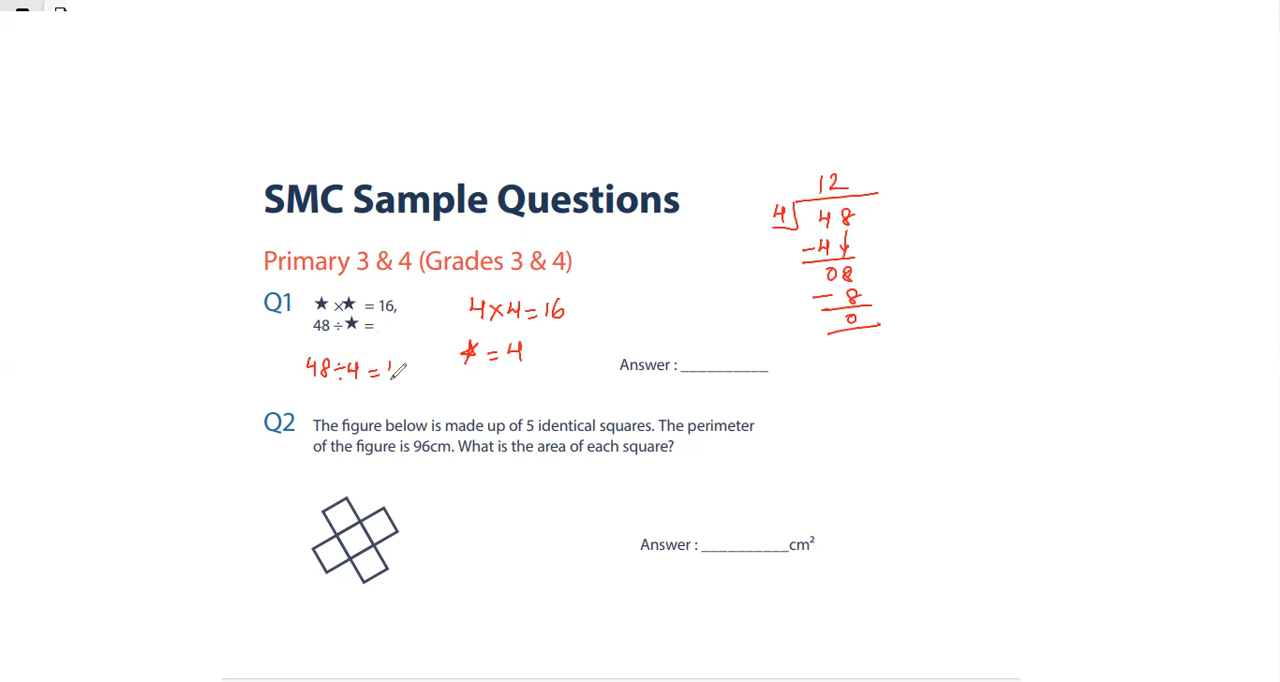 SMC Sample Questions
Primary 3 & 4 (Grades 3 & 4)
Q1 ★ x★ = 16,
48 ÷ ★ =
4×4=16
★ = 4
48÷4 =
12
4 48
-4↓
08
- 8
0
Answer : __________
Q2 The figure below is made up of 5 identical squares. The perimeter
of the figure is 96cm. What is the area of each square?
Answer : __________cm²